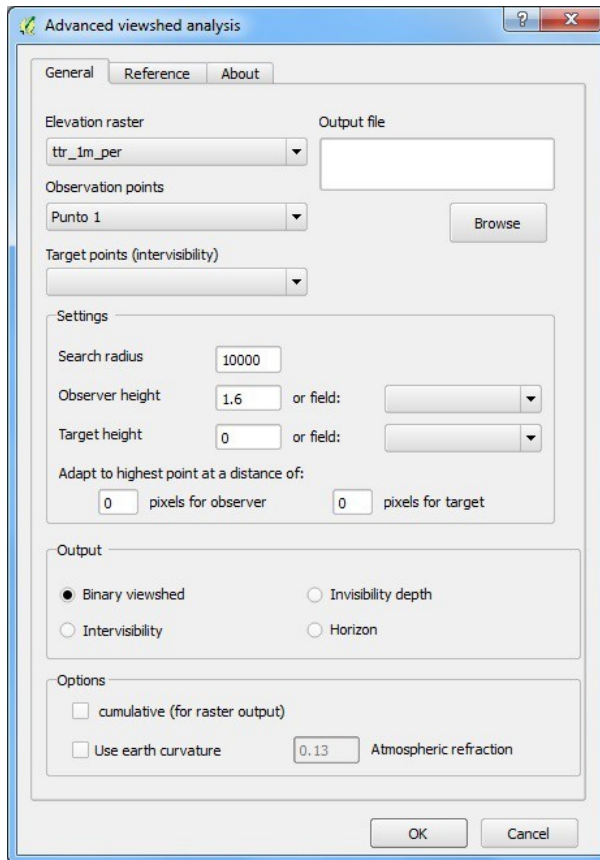 Advanced viewshed analysis
General Reference About
Elevation raster Output file
ttr_1m_per
Observation points
Punto 1
Browse
Target points (intervisibility)
Settings
Search radius 10000
Observer height 1.6 or field:
Target height 0 or field:
Adapt to highest point at a distance of:
0 pixels for observer 0 pixels for target
Output
Binary viewshed Invisibility depth
Intervisibility Horizon
Options
cumulative (for raster output)
Use earth curvature 0.13 Atmospheric refraction
OK Cancel